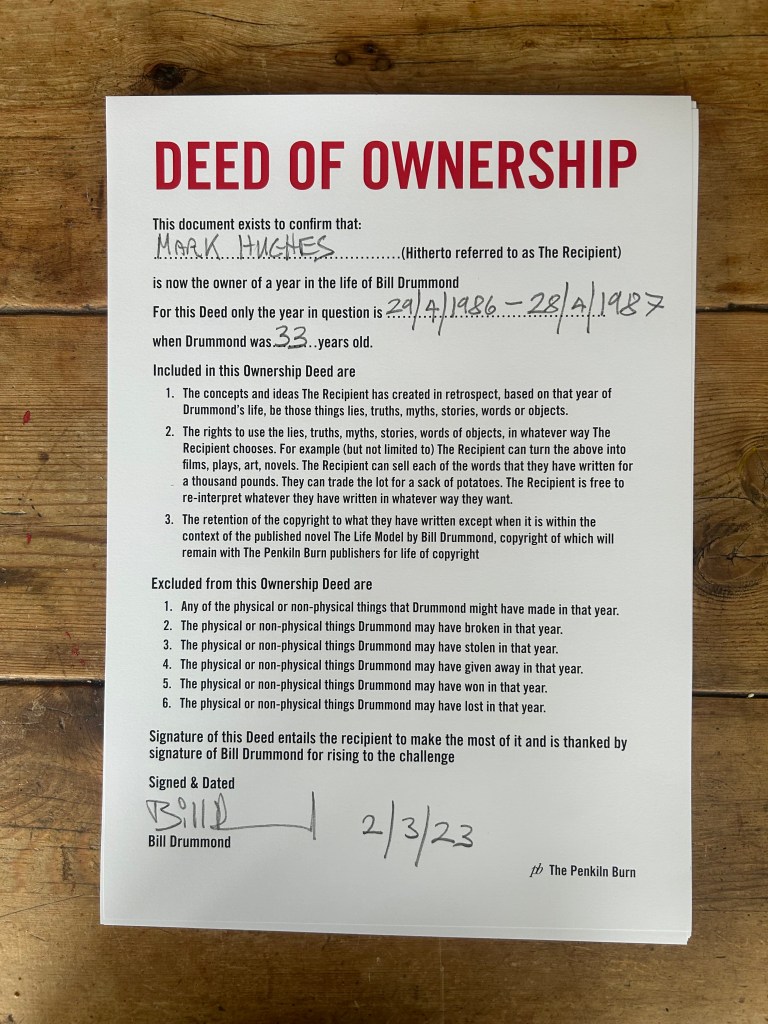 DEED OF OWNERSHIP
This document exists to confirm that:
MARK HUGHES (Hitherto referred to as The Recipient)
is now the owner of a year in the life of Bill Drummond
For this Deed only the year in question is 29/4/1986 – 28/4/1987
when Drummond was 33 years old.
Included in this Ownership Deed are
1. The concepts and ideas The Recipient has created in retrospect, based on that year of
Drummond's life, be those things lies, truths, myths, stories, words or objects.
2. The rights to use the lies, truths, myths, stories, words of objects, in whatever way The
Recipient chooses. For example (but not limited to) The Recipient can turn the above into
films, plays, art, novels. The Recipient can sell each of the words that they have written for
a thousand pounds. They can trade the lot for a sack of potatoes. The Recipient is free to
re-interpret whatever they have written in whatever way they want.
3. The retention of the copyright to what they have written except when it is within the
context of the published novel The Life Model by Bill Drummond, copyright of which will
remain with The Penkiln Burn publishers for life of copyright
Excluded from this Ownership Deed are
1. Any of the physical or non-physical things that Drummond might have made in that year.
2. The physical or non-physical things Drummond may have broken in that year.
3. The physical or non-physical things Drummond may have stolen in that year.
4. The physical or non-physical things Drummond may have given away in that year.
5. The physical or non-physical things Drummond may have won in that year.
6. The physical or non-physical things Drummond may have lost in that year.
Signature of this Deed entails the recipient to make the most of it and is thanked by
signature of Bill Drummond for rising to the challenge
Signed & Dated
Bill D 2/3/23
Bill Drummond
pb The Penkiln Burn